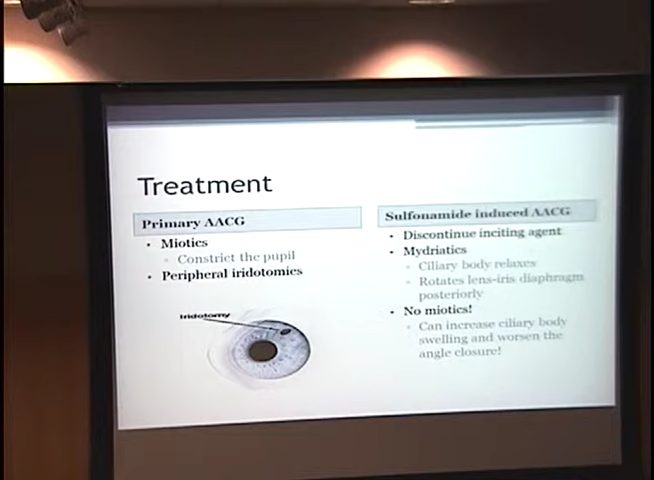 Treatment
Primary AACG
• Miotics
• Constrict the pupil
• Peripheral iridotomies
Iridotomy
Sulfonamide induced AACG
• Discontinue inciting agent
• Mydriatics
• Ciliary body relaxes
• Rotates lens-iris diaphragm
posteriorly
• No miotics!
• Can increase ciliary body
swelling and worsen the
angle closure!